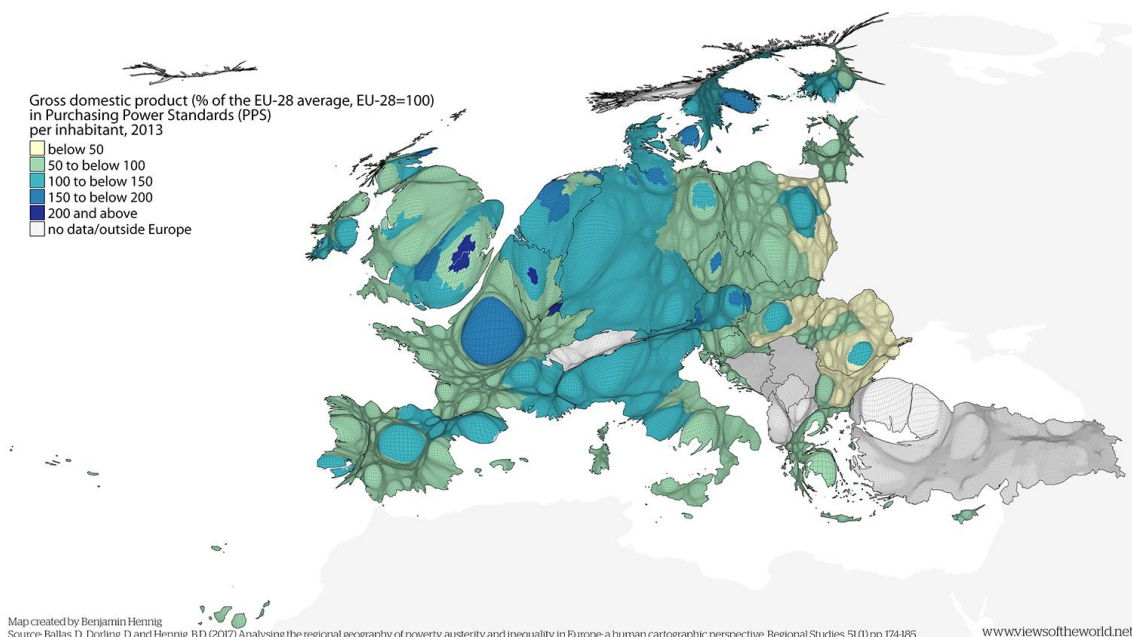 Gross domestic product (% of the EU-28 average, EU-28=100)
in Purchasing Power Standards (PPS)
per inhabitant, 2013
below 50
50 to below 100
100 to below 150
150 to below 200
200 and above
no data/outside Europe
Map created by Benjamin Hennig
Source: Ballas, D, Dorling, D and Hennig, B.D (2017) Analysing the regional geography of poverty, austerity and inequality in Europe: a human cartographic perspective, Regional Studies, 51 (1) pp. 174-185
www.viewsoftheworld.net